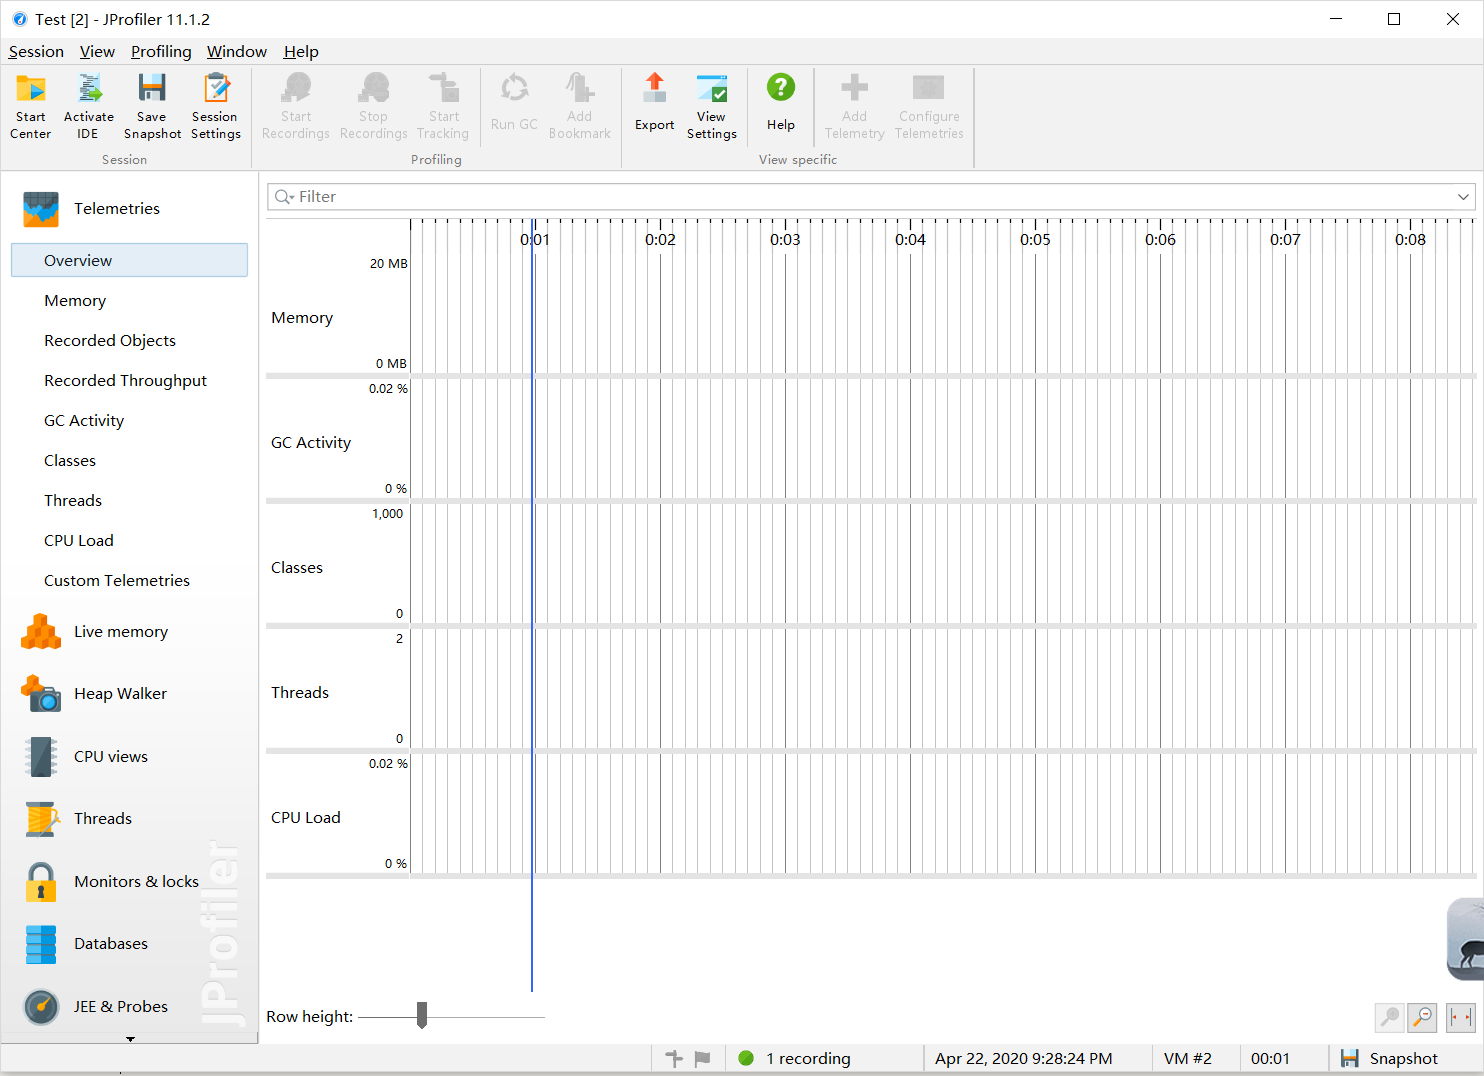 Test [2] - JProfiler 11.1.2
Session View Profiling Window Help
Start Center
Activate IDE
Save Snapshot
Session Settings
Start Recordings
Stop Recordings
Start Tracking
Run GC
Add Bookmark
Export
View Settings
Help
Add Telemetry
Configure Telemetries
Session
Profiling
View specific
Telemetries
Overview
Memory
Recorded Objects
Recorded Throughput
GC Activity
Classes
Threads
CPU Load
Custom Telemetries
Live memory
Heap Walker
CPU views
Threads
Monitors & locks
Databases
JEE & Probes
JProfiler
Filter
0:01 0:02 0:03 0:04 0:05 0:06 0:07 0:08
20 MB
Memory
0 MB
0.02 %
GC Activity
0 %
1,000
Classes
0
2
Threads
0
0.02 %
CPU Load
0 %
Row height:
1 recording
Apr 22, 2020 9:28:24 PM
VM #2
00:01
Snapshot